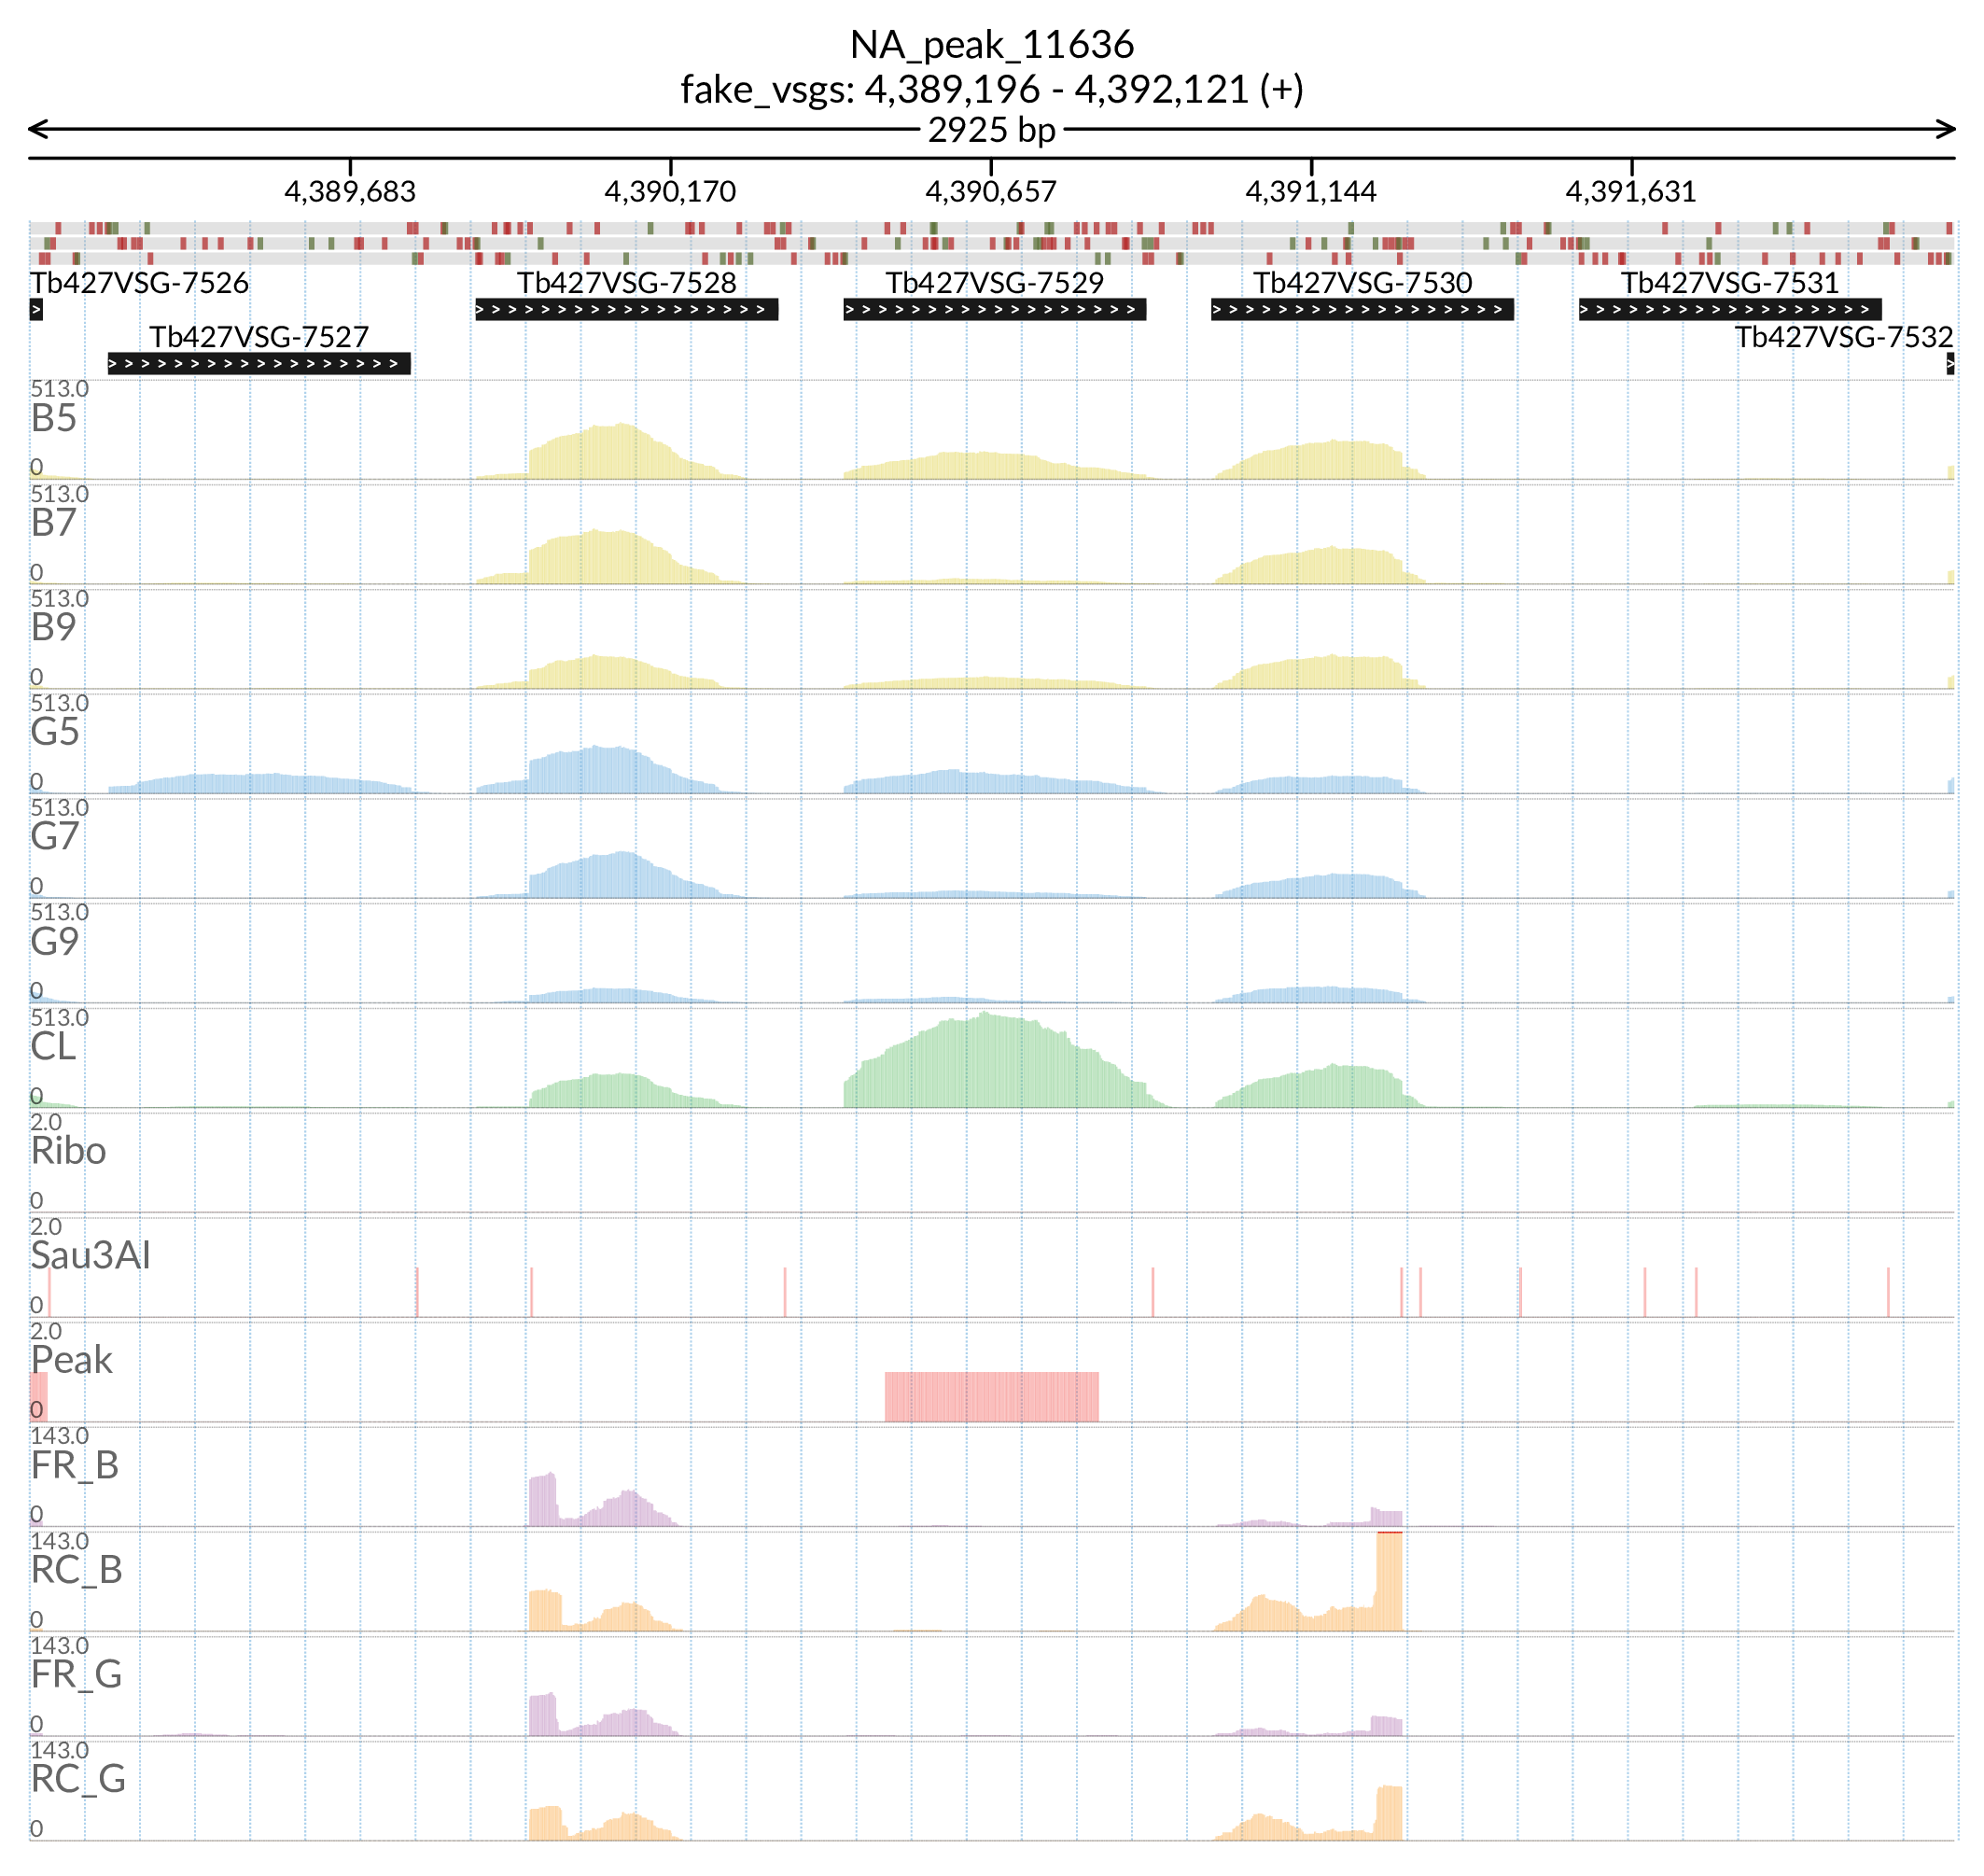 NA_peak_11636
fake_vsgs: 4,389,196 - 4,392,121 (+)
2925 bp
4,389,683 4,390,170 4,390,657 4,391,144 4,391,631
Tb427VSG-7526 Tb427VSG-7528 Tb427VSG-7529 Tb427VSG-7530 Tb427VSG-7531
Tb427VSG-7527 Tb427VSG-7532
513.0
B5
0
513.0
B7
0
513.0
B9
0
513.0
G5
0
513.0
G7
0
513.0
G9
0
513.0
CL
0
2.0
Ribo
0
2.0
Sau3AI
0
2.0
Peak
0
143.0
FR_B
0
143.0
RC_B
0
143.0
FR_G
0
143.0
RC_G
0